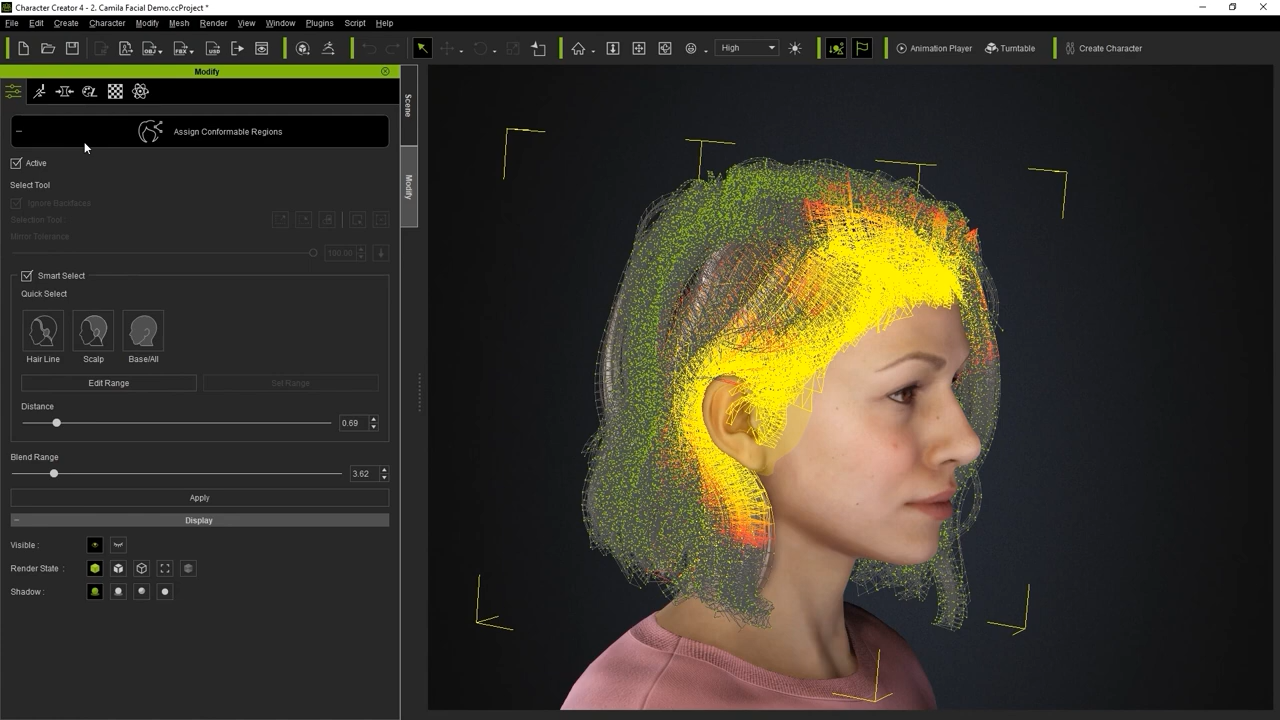 Character Creator 4 - 2. Camila Facial Demo.ccProject *
File Edit Create Character Modify Mesh Render Create View Window Plugins Script Help
High
Animation Player
Turntable
Create Character
Modify
Scene
Modify
Assign Conformable Regions
Active
Select Tool
Ignore Backfaces
Selection Tool :
Mirror Tolerance
100.00
Smart Select
Quick Select
Hair Line Scalp Base/All
Edit Range Set Range
Distance
0.69
Blend Range
3.62
Apply
Display
Visible :
Render State :
Shadow :